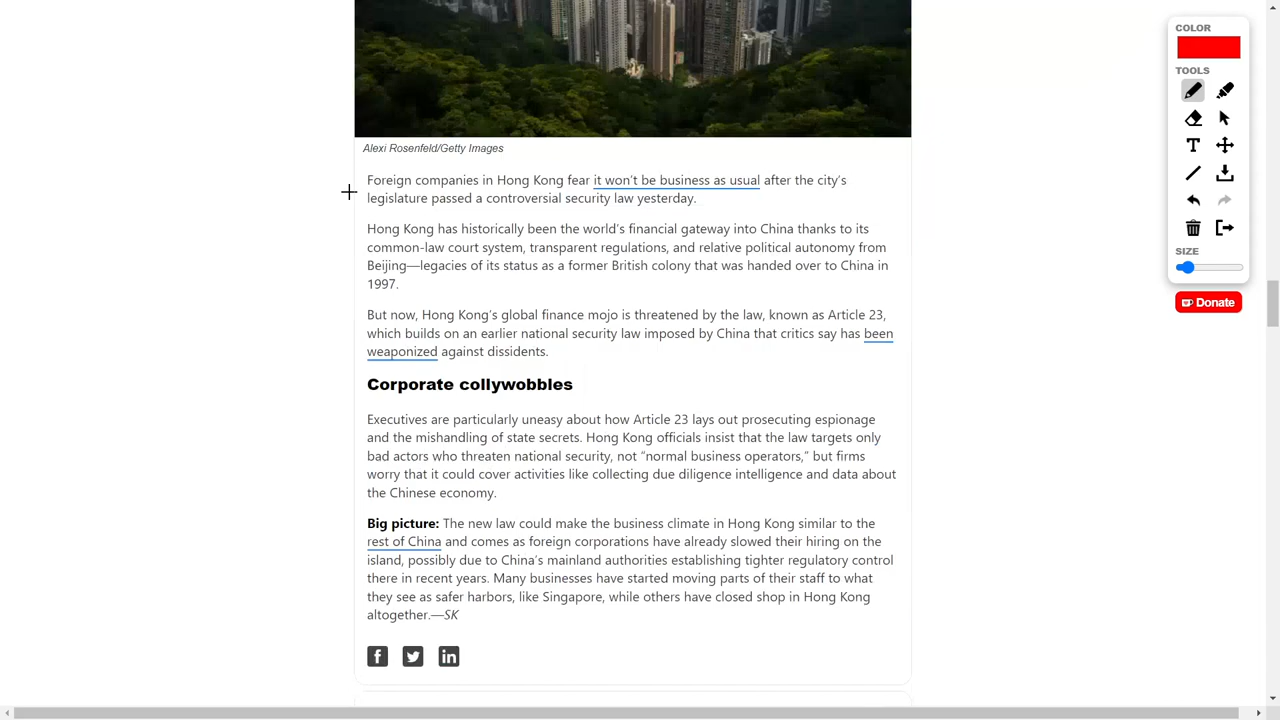 COLOR
TOOLS
T
SIZE
Donate
Alexi Rosenfeld/Getty Images
Foreign companies in Hong Kong fear it won't be business as usual after the city's
legislature passed a controversial security law yesterday.
Hong Kong has historically been the world's financial gateway into China thanks to its
common-law court system, transparent regulations, and relative political autonomy from
Beijing—legacies of its status as a former British colony that was handed over to China in
1997.
But now, Hong Kong's global finance mojo is threatened by the law, known as Article 23,
which builds on an earlier national security law imposed by China that critics say has been
weaponized against dissidents.
Corporate collywobbles
Executives are particularly uneasy about how Article 23 lays out prosecuting espionage
and the mishandling of state secrets. Hong Kong officials insist that the law targets only
bad actors who threaten national security, not “normal business operators,” but firms
worry that it could cover activities like collecting due diligence intelligence and data about
the Chinese economy.
Big picture: The new law could make the business climate in Hong Kong similar to the
rest of China and comes as foreign corporations have already slowed their hiring on the
island, possibly due to China's mainland authorities establishing tighter regulatory control
there in recent years. Many businesses have started moving parts of their staff to what
they see as safer harbors, like Singapore, while others have closed shop in Hong Kong
altogether.—SK